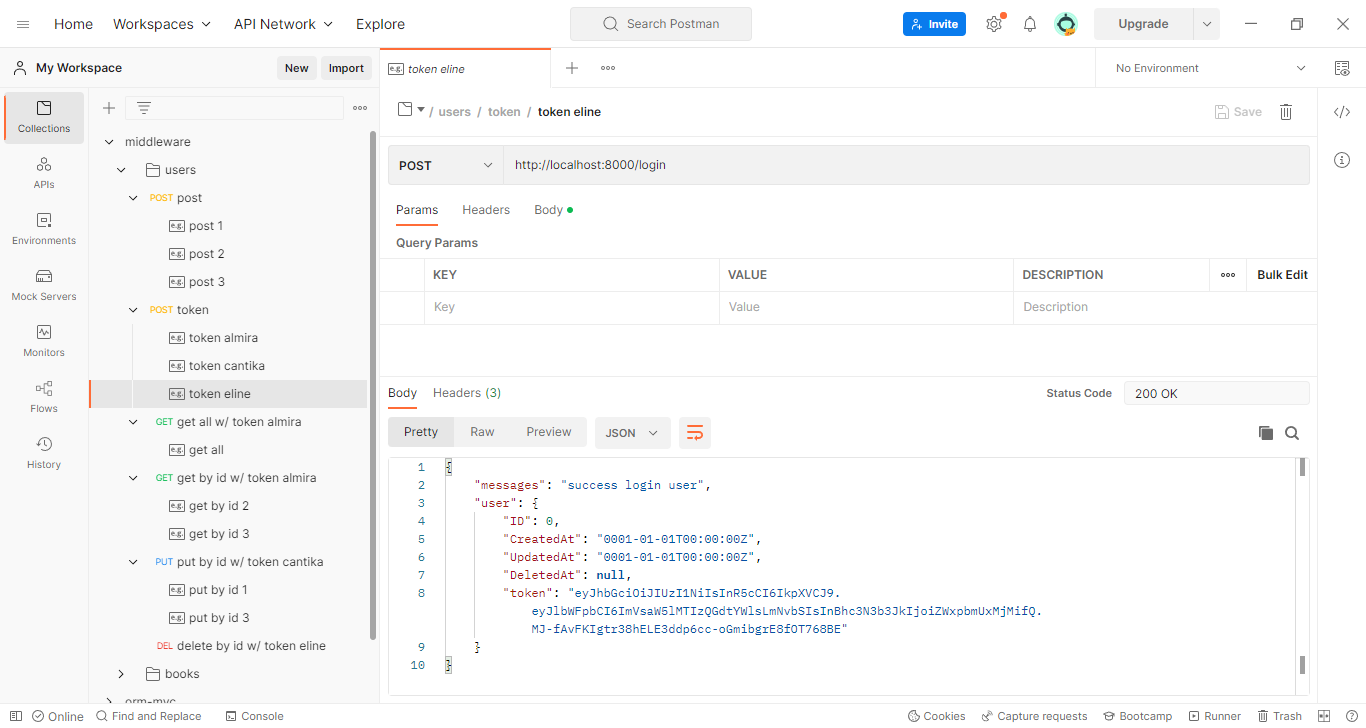 Home Workspaces API Network Explore Search Postman Invite Upgrade
My Workspace New Import
e.g. token eline
No Environment
Collections
APIs
Environments
Mock Servers
Monitors
Flows
History
middleware
users
POST post
e.g. post 1
e.g. post 2
e.g. post 3
POST token
e.g. token almira
e.g. token cantika
e.g. token eline
GET get all w/ token almira
e.g. get all
GET get by id w/ token almira
e.g. get by id 2
e.g. get by id 3
PUT put by id w/ token cantika
e.g. put by id 1
e.g. put by id 3
DEL delete by id w/ token eline
books
orm-mvc
/ users / token / token eline
Save
POST http://localhost:8000/login
Params Headers Body
Query Params
KEY VALUE DESCRIPTION Bulk Edit
Key Value Description
Body Headers (3) Status Code 200 OK
Pretty Raw Preview JSON
1 {
2 "messages": "success login user",
3 "user": {
4 "ID": 0,
5 "CreatedAt": "0001-01-01T00:00:00Z",
6 "UpdatedAt": "0001-01-01T00:00:00Z",
7 "DeletedAt": null,
8 "token": "eyJhbGciOiJIUzI1NiIsInR5cCI6IkpXVCJ9.
eyJlbWFpbCI6ImVsaW5lMTIzQGdtYWlsLmNvbSIsInBhc3N3b3JkIjoiZWxpbmUxMjMifQ.
MJ-fAvFKIgtr38hELE3ddp6cc-oGmibgrE8fOT768BE"
9 }
10 }
Online Find and Replace Console Cookies Capture requests Bootcamp Runner Trash